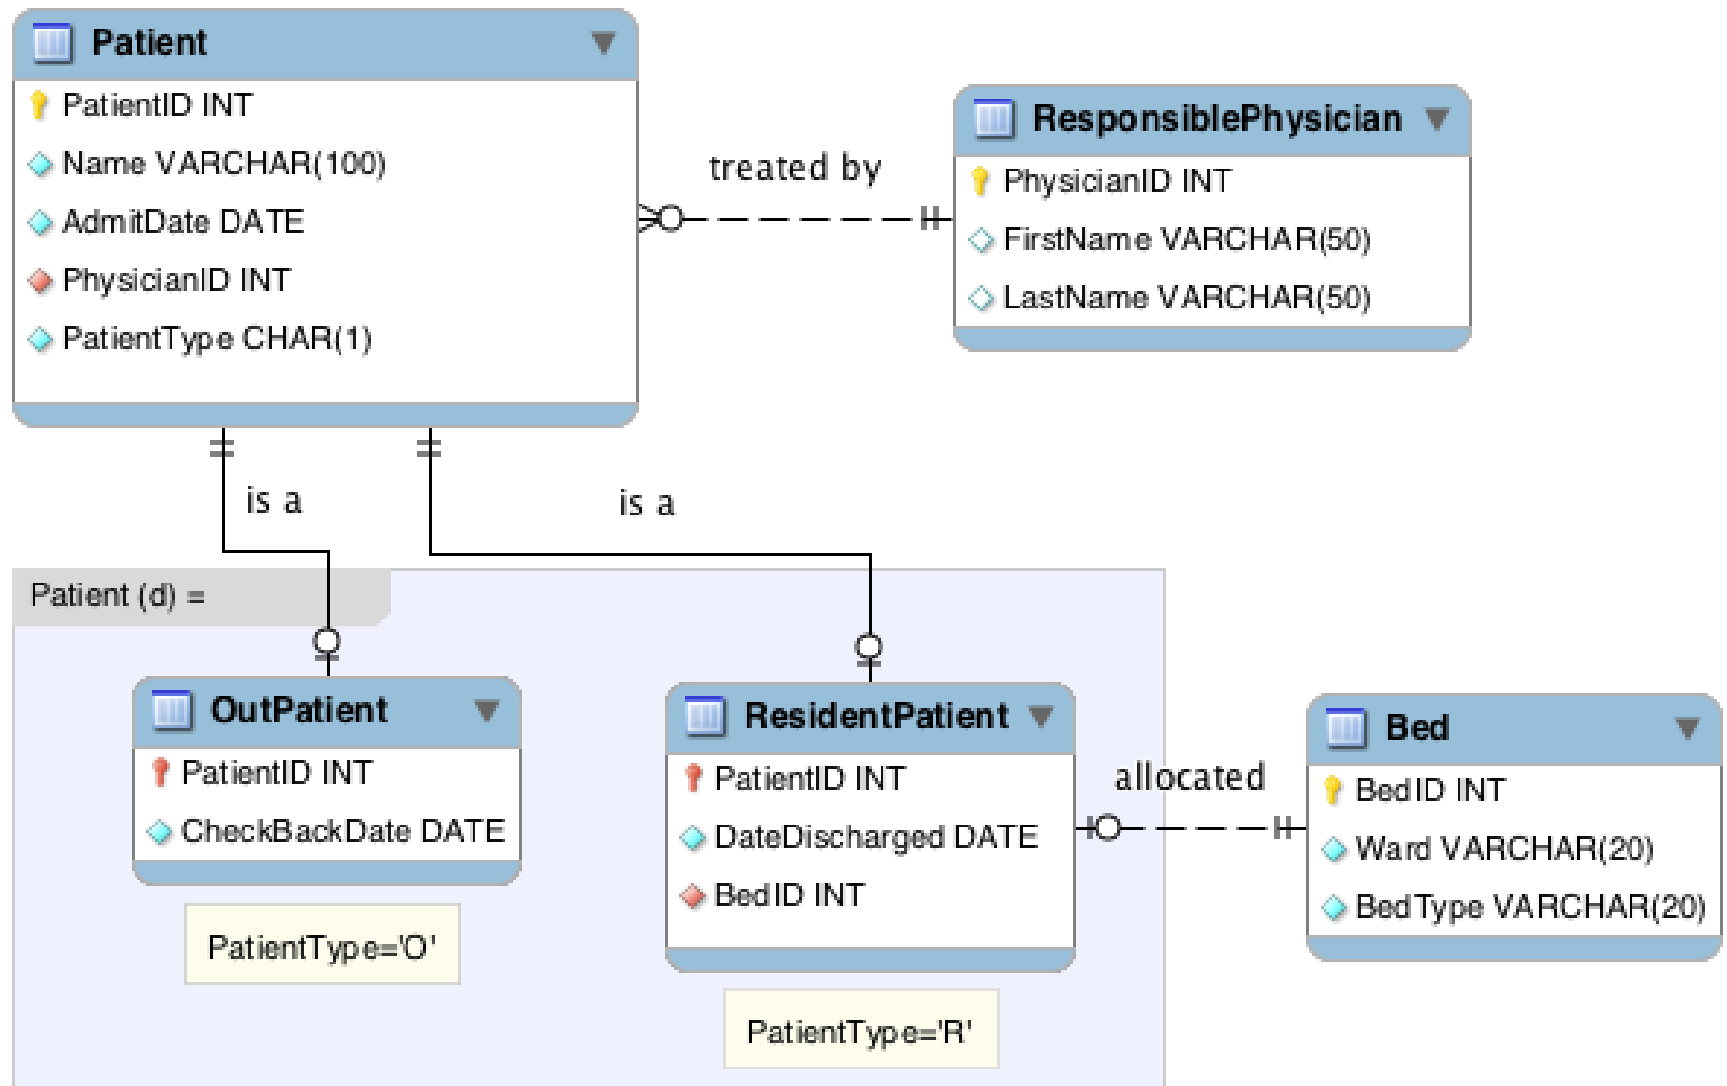 Patient
PatientID INT
Name VARCHAR(100)
AdmitDate DATE
PhysicianID INT
PatientType CHAR(1)
treated by
ResponsiblePhysician
PhysicianID INT
FirstName VARCHAR(50)
LastName VARCHAR(50)
is a
is a
Patient (d) =
OutPatient
PatientID INT
CheckBackDate DATE
PatientType='O'
ResidentPatient
PatientID INT
DateDischarged DATE
BedID INT
PatientType='R'
allocated
Bed
BedID INT
Ward VARCHAR(20)
BedType VARCHAR(20)